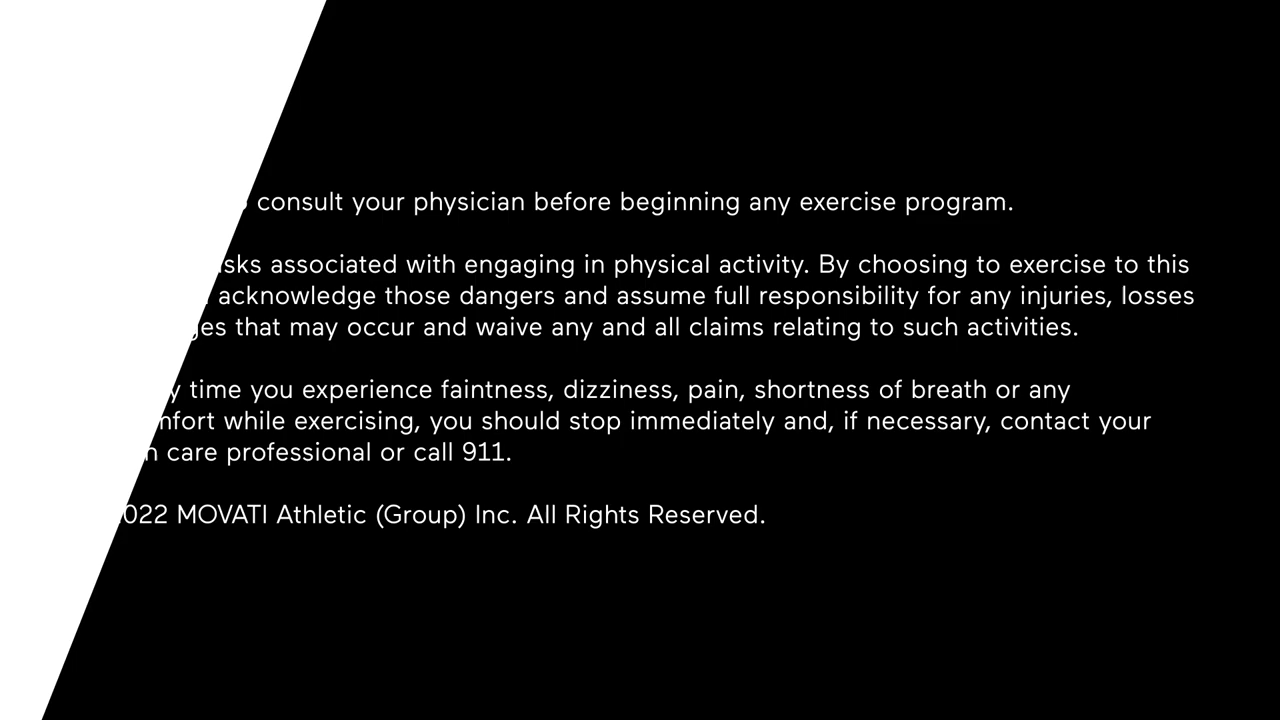 consult your physician before beginning any exercise program.
associated with engaging in physical activity. By choosing to exercise to this
acknowledge those dangers and assume full responsibility for any injuries, losses
that may occur and waive any and all claims relating to such activities.
time you experience faintness, dizziness, pain, shortness of breath or any
while exercising, you should stop immediately and, if necessary, contact your
care professional or call 911.
2022 MOVATI Athletic (Group) Inc. All Rights Reserved.